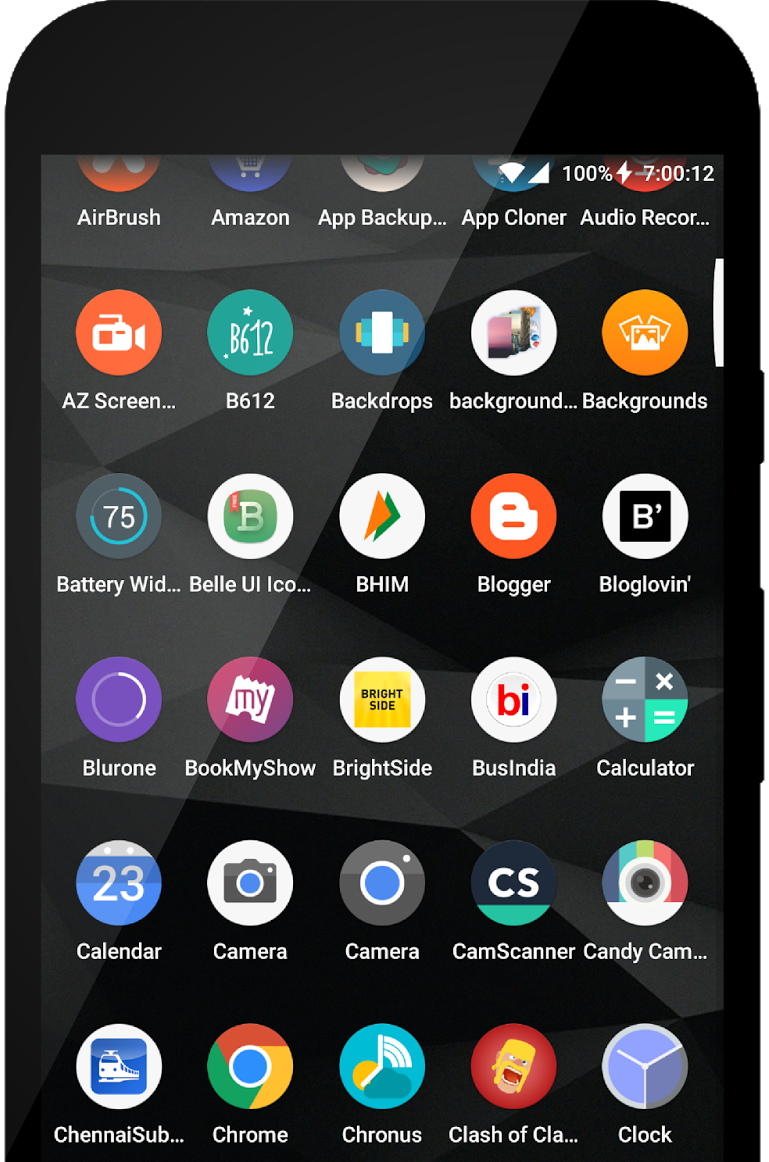 100% 7:00:12
AirBrush Amazon App Backup... App Cloner Audio Recor...
B612
AZ Screen... B612 Backdrops background... Backgrounds
75 FREE B B B'
Battery Wid... Belle UI Ico... BHIM Blogger Bloglovin'
my BRIGHT bi
SIDE
Blurone BookMyShow BrightSide BusIndia Calculator
23 CS
Calendar Camera Camera CamScanner Candy Cam...
ChennaiSub... Chrome Chronus Clash of Cla... Clock